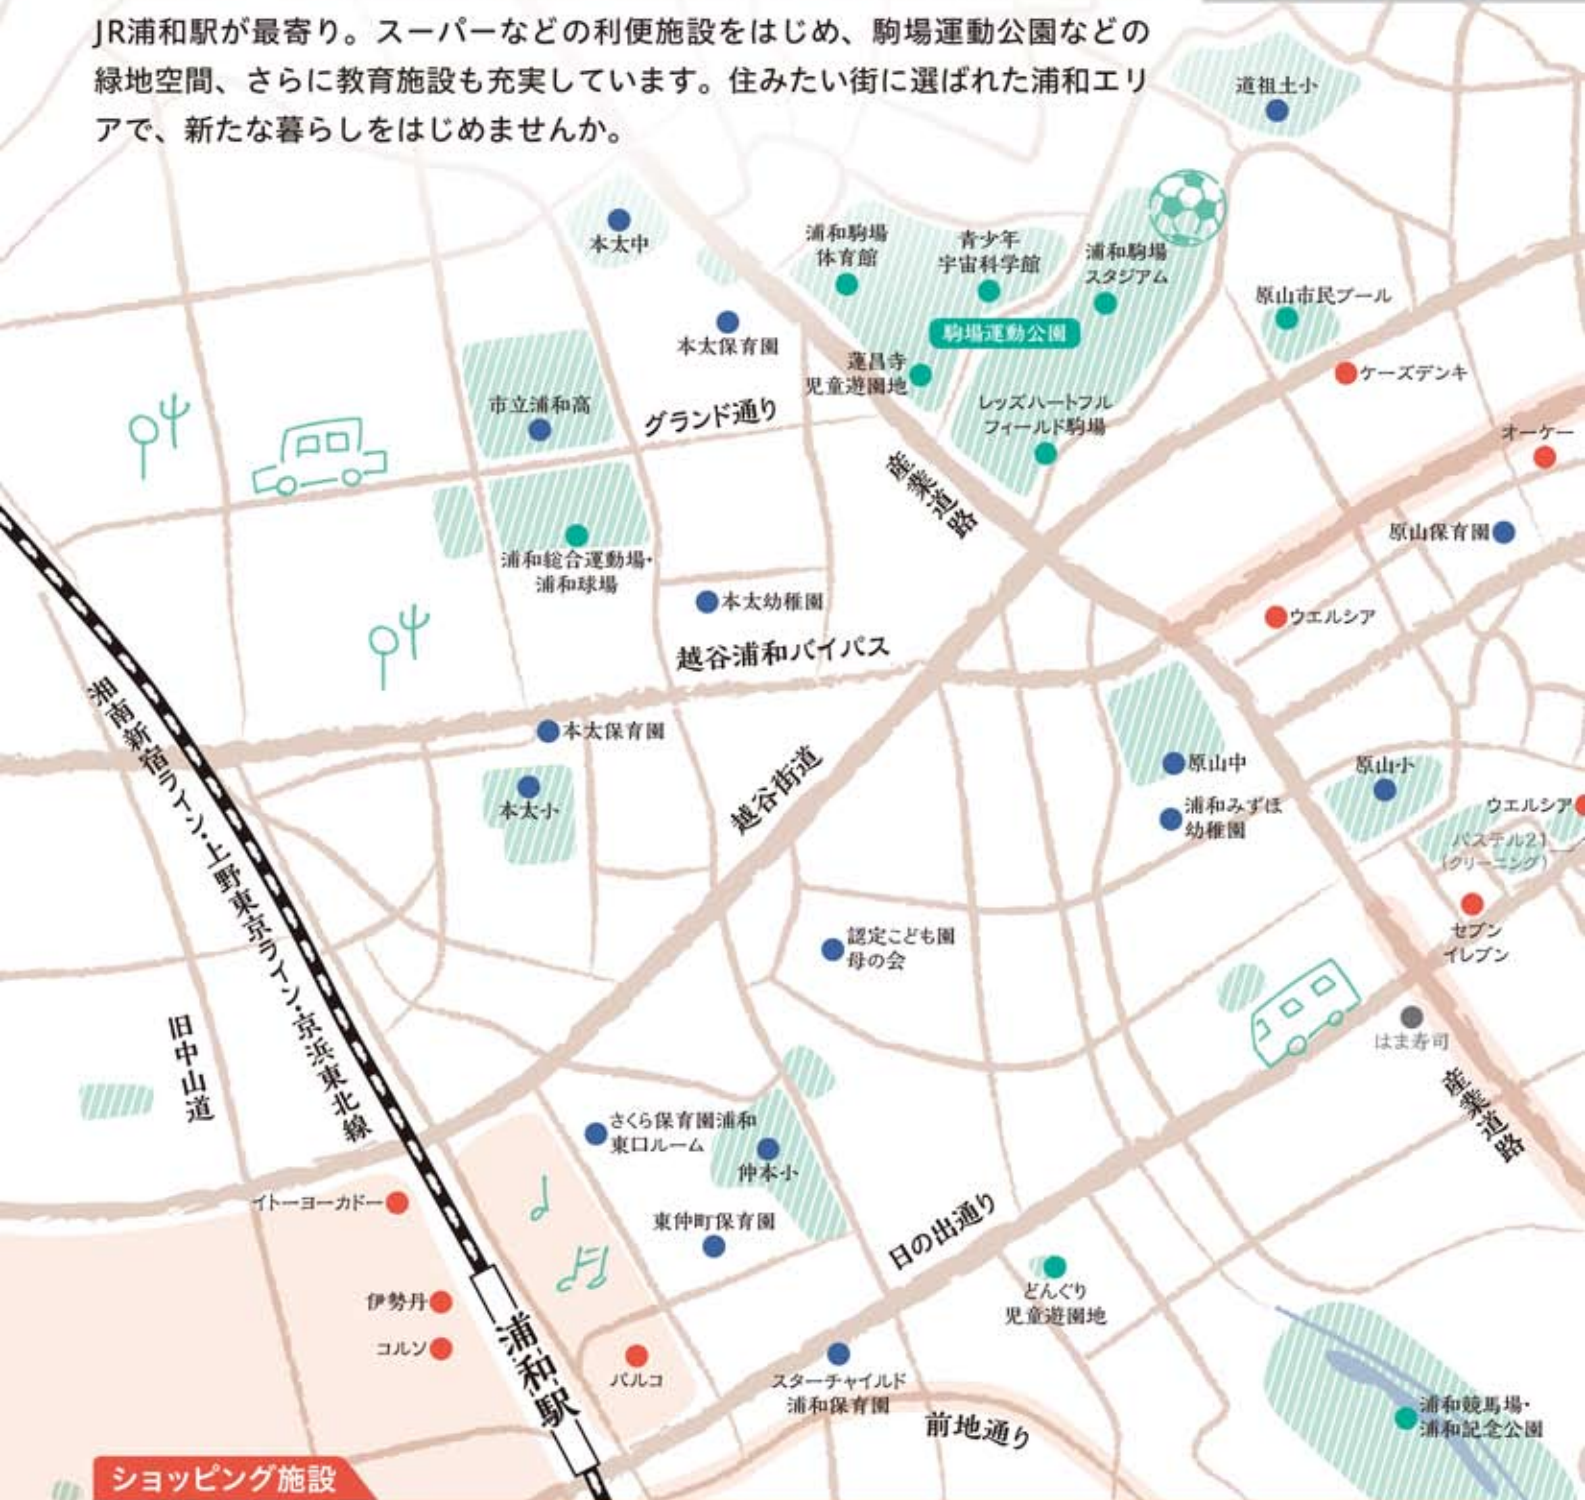 JR浦和駅が最寄り。スーパーなどの利便施設をはじめ、駒場運動公園などの
緑地空間、さらに教育施設も充実しています。住みたい街に選ばれた浦和エリ
アで、新たな暮らしをはじめませんか。
道祖土小
本太中
浦和駒場
体育館
青少年
宇宙科学館
浦和駒場
スタジアム
原山市民プール
本太保育園
駒場運動公園
蓮昌寺
児童遊園地
ケーズデンキ
市立浦和高
グランド通り
レッズハートフル
フィールド駒場
オーケー
産業道路
原山保育園
浦和総合運動場・
浦和球場
本太幼稚園
ウエルシア
越谷浦和バイパス
湘南新宿ライン・上野東京ライン・京浜東北線
本太保育園
越谷街道
原山中
原山小
本太小
浦和みずほ
幼稚園
ウエルシア
パステル21
(クリーニング)
認定こども園
母の会
セブン
イレブン
旧中山道
はま寿司
産業道路
さくら保育園浦和
東口ルーム
仲本小
イトーヨーカドー
東仲町保育園
日の出通り
伊勢丹
どんぐり
児童遊園地
コルソ
浦和駅
パルコ
スターチャイルド
浦和保育園
前地通り
浦和競馬場・
浦和記念公園
ショッピング施設